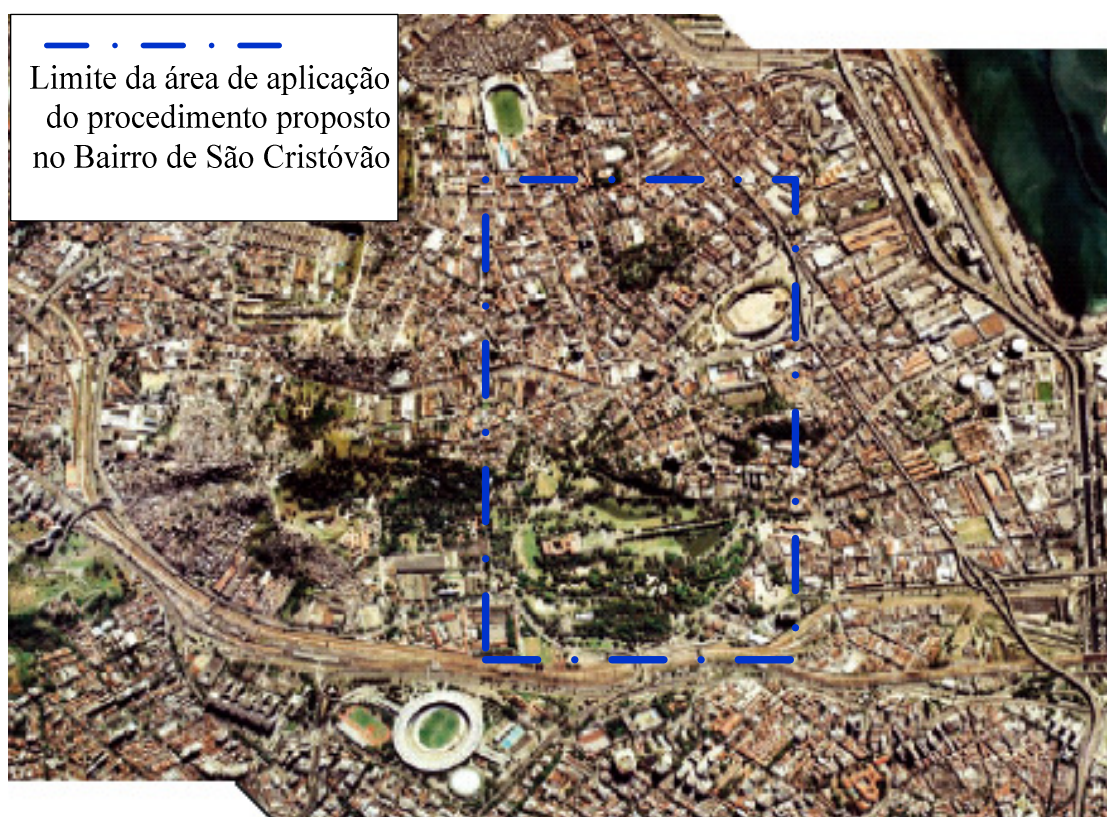 Limite da área de aplicação
do procedimento proposto
no Bairro de São Cristóvão